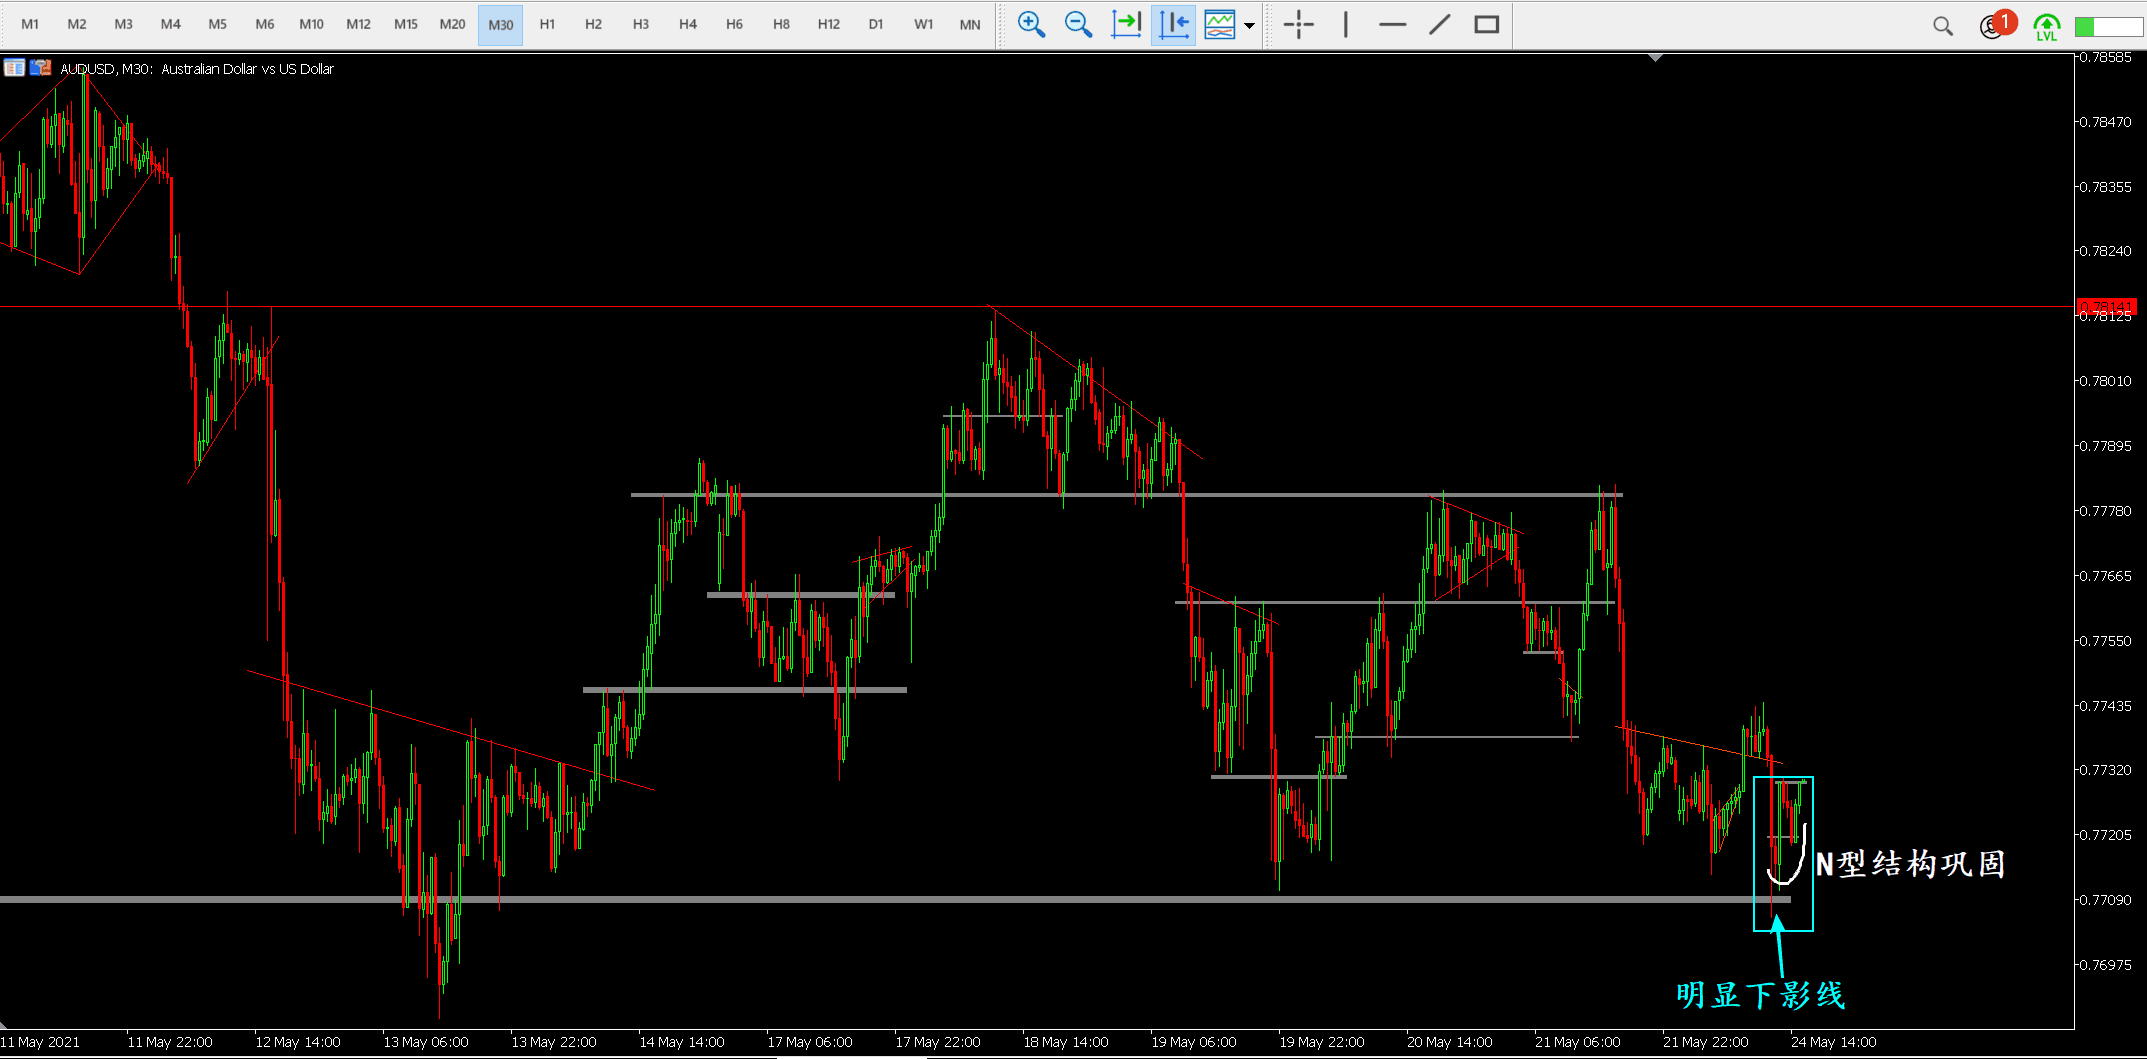 M1 M2 M3 M4 M5 M6 M10 M12 M15 M20 M30 H1 H2 H3 H4 H6 H8 H12 D1 W1 MN
1
LVL
AUDUSD, M30: Australian Dollar vs US Dollar
0.78585
0.78470
0.78355
0.78240
0.78141
0.78125
0.78010
0.77895
0.77780
0.77665
0.77550
0.77435
0.77320
0.77205
N型结构巩固
0.77090
0.76975
明显下影线
11 May 2021 11 May 22:00 12 May 14:00 13 May 06:00 13 May 22:00 14 May 14:00 17 May 06:00 17 May 22:00 18 May 14:00 19 May 06:00 19 May 22:00 20 May 14:00 21 May 06:00 21 May 22:00 24 May 14:00